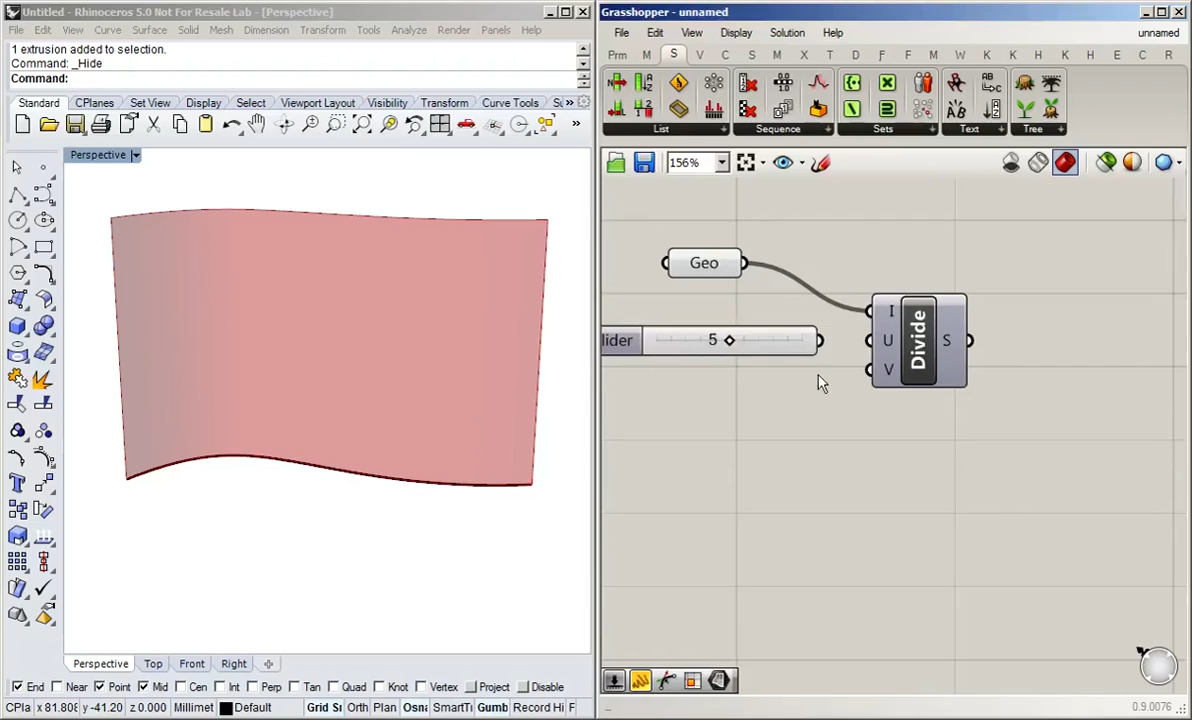 Untitled - Rhinoceros 5.0 Not For Resale Lab - [Perspective]
File Edit View Curve Surface Solid Mesh Dimension Transform Tools Analyze Render Panels Help
1 extrusion added to selection.
Command: _Hide
Command:
Standard CPlanes Set View Display Select Viewport Layout Visibility Transform Curve Tools »
»
Perspective
Perspective Top Front Right
End Near Point Mid Cen Int Perp Tan Quad Knot Vertex Project Disable
CPla x 81.808 y -41.20 z 0.000 Millimet Default Grid Sr Orth Plan Osna SmartTr Gumb Record Hi F
Grasshopper - unnamed
File Edit View Display Solution Help unnamed
Prm M S V C S M I X T D Σ F M W K K K H E C R
List Sequence Sets Text Tree
156%
Geo
lider 5
I
U Divide S
V
0.9.0076